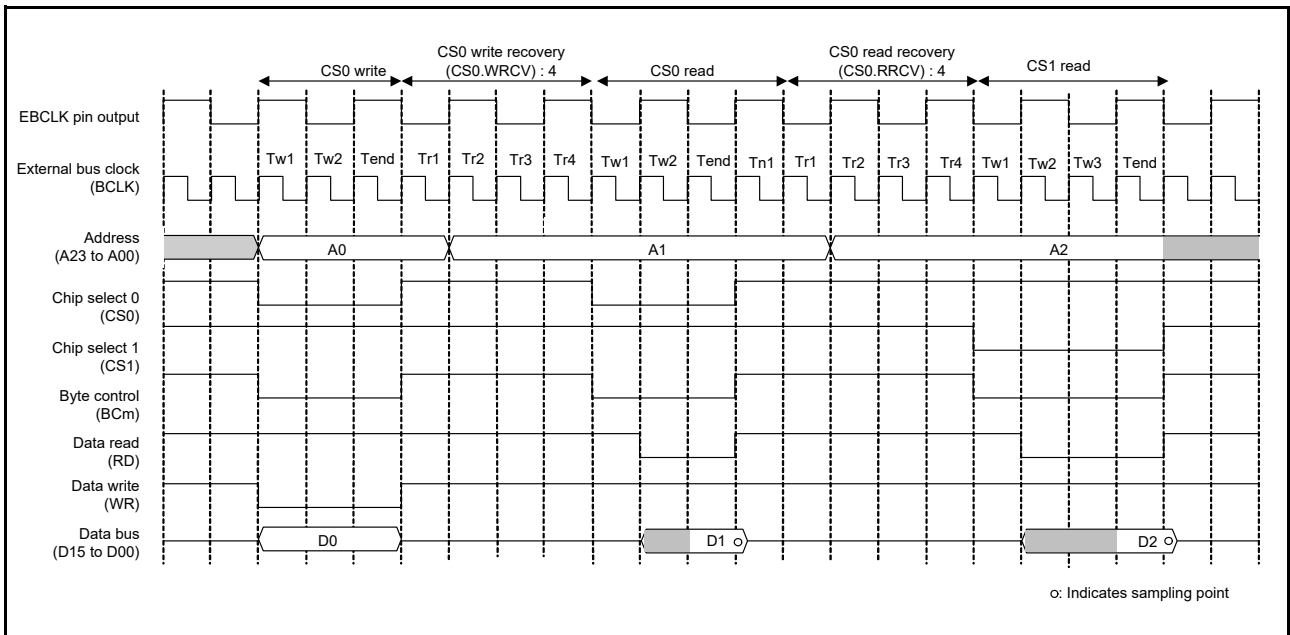 CS0 write
CS0 write recovery
(CS0.WRCV) : 4
CS0 read
CS0 read recovery
(CS0.RRCV) : 4
CS1 read
EBCLK pin output
External bus clock
(BCLK)
Tw1 Tw2 Tend Tr1 Tr2 Tr3 Tr4 Tw1 Tw2 Tend Tn1 Tr1 Tr2 Tr3 Tr4 Tw1 Tw2 Tw3 Tend
Address
(A23 to A00)
A0 A1 A2
Chip select 0
(CS0)
Chip select 1
(CS1)
Byte control
(BCm)
Data read
(RD)
Data write
(WR)
Data bus
(D15 to D00)
D0 D1 D2
o: Indicates sampling point